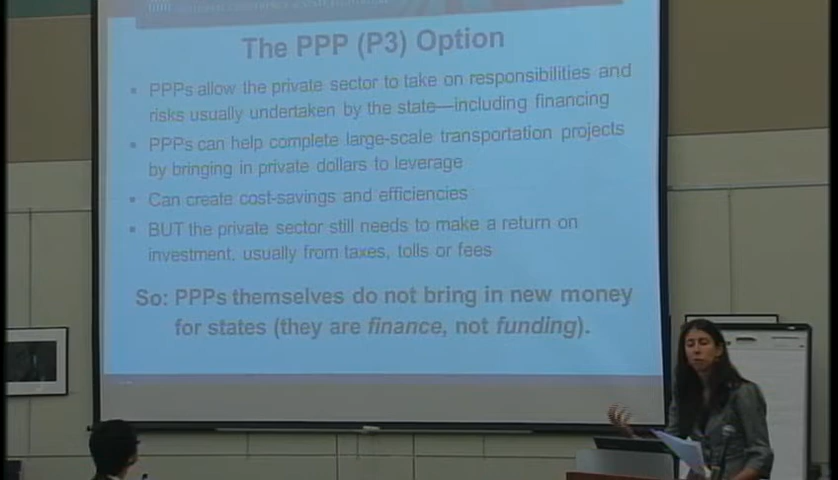 The PPP (P3) Option
▪ PPPs allow the private sector to take on responsibilities and
risks usually undertaken by the state—including financing
▪ PPPs can help complete large-scale transportation projects
by bringing in private dollars to leverage
▪ Can create cost-savings and efficiencies
▪ BUT the private sector still needs to make a return on
investment, usually from taxes, tolls or fees
So: PPPs themselves do not bring in new money
for states (they are finance, not funding).